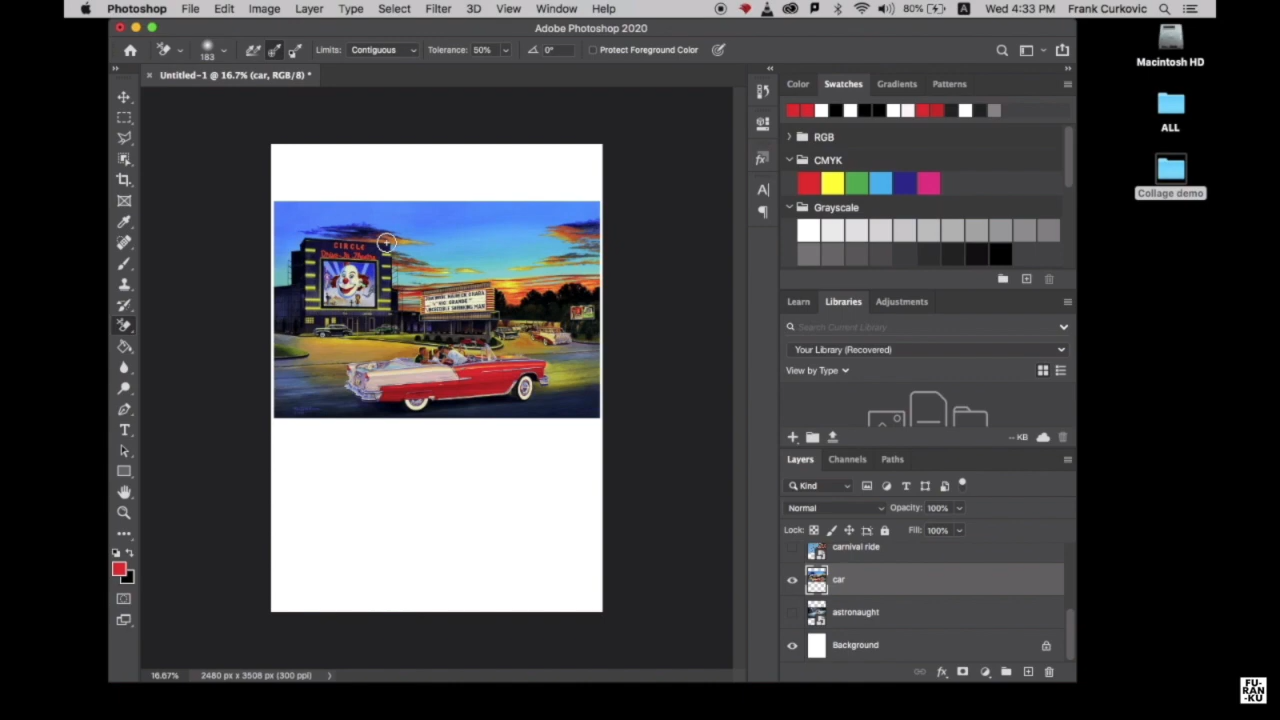 Photoshop File Edit Image Layer Type Select Filter 3D View Window Help 80% A Wed 4:33 PM Frank Curkovic
Adobe Photoshop 2020
183 Limits: Contiguous Tolerance: 50% 0° Protect Foreground Color
Untitled-1 @ 16.7% (car, RGB/8) *
Color Swatches Gradients Patterns
RGB
CMYK
Grayscale
Learn Libraries Adjustments
Search Current Library
Your Library (Recovered)
View by Type
-- KB
Layers Channels Paths
Kind
Normal Opacity: 100%
Lock: Fill: 100%
carnival ride
car
astronaught
Background
16.67% 2480 px x 3508 px (300 ppi)
Macintosh HD
ALL
Collage demo
CIRCLE
FU-
RAN-
KU